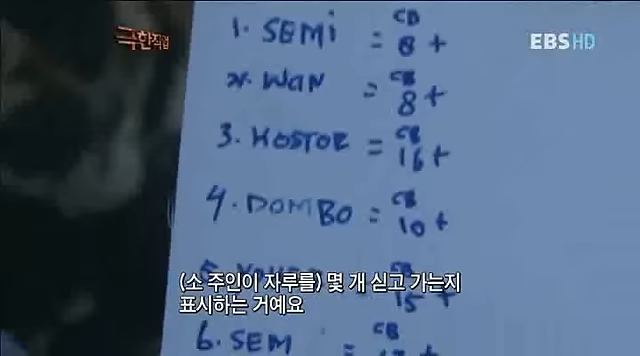 극한직업
EBS HD
CB
1. SEMi = 8 +
CB
2. WAN = 8 +
CB
3. KOSTOR = 16 +
CB
4. DOMBO = 10 +
CB
5. 15 +
(소 주인이 자루를) 몇 개 싣고 가는지
표시하는 거예요
CB
6. SEM =